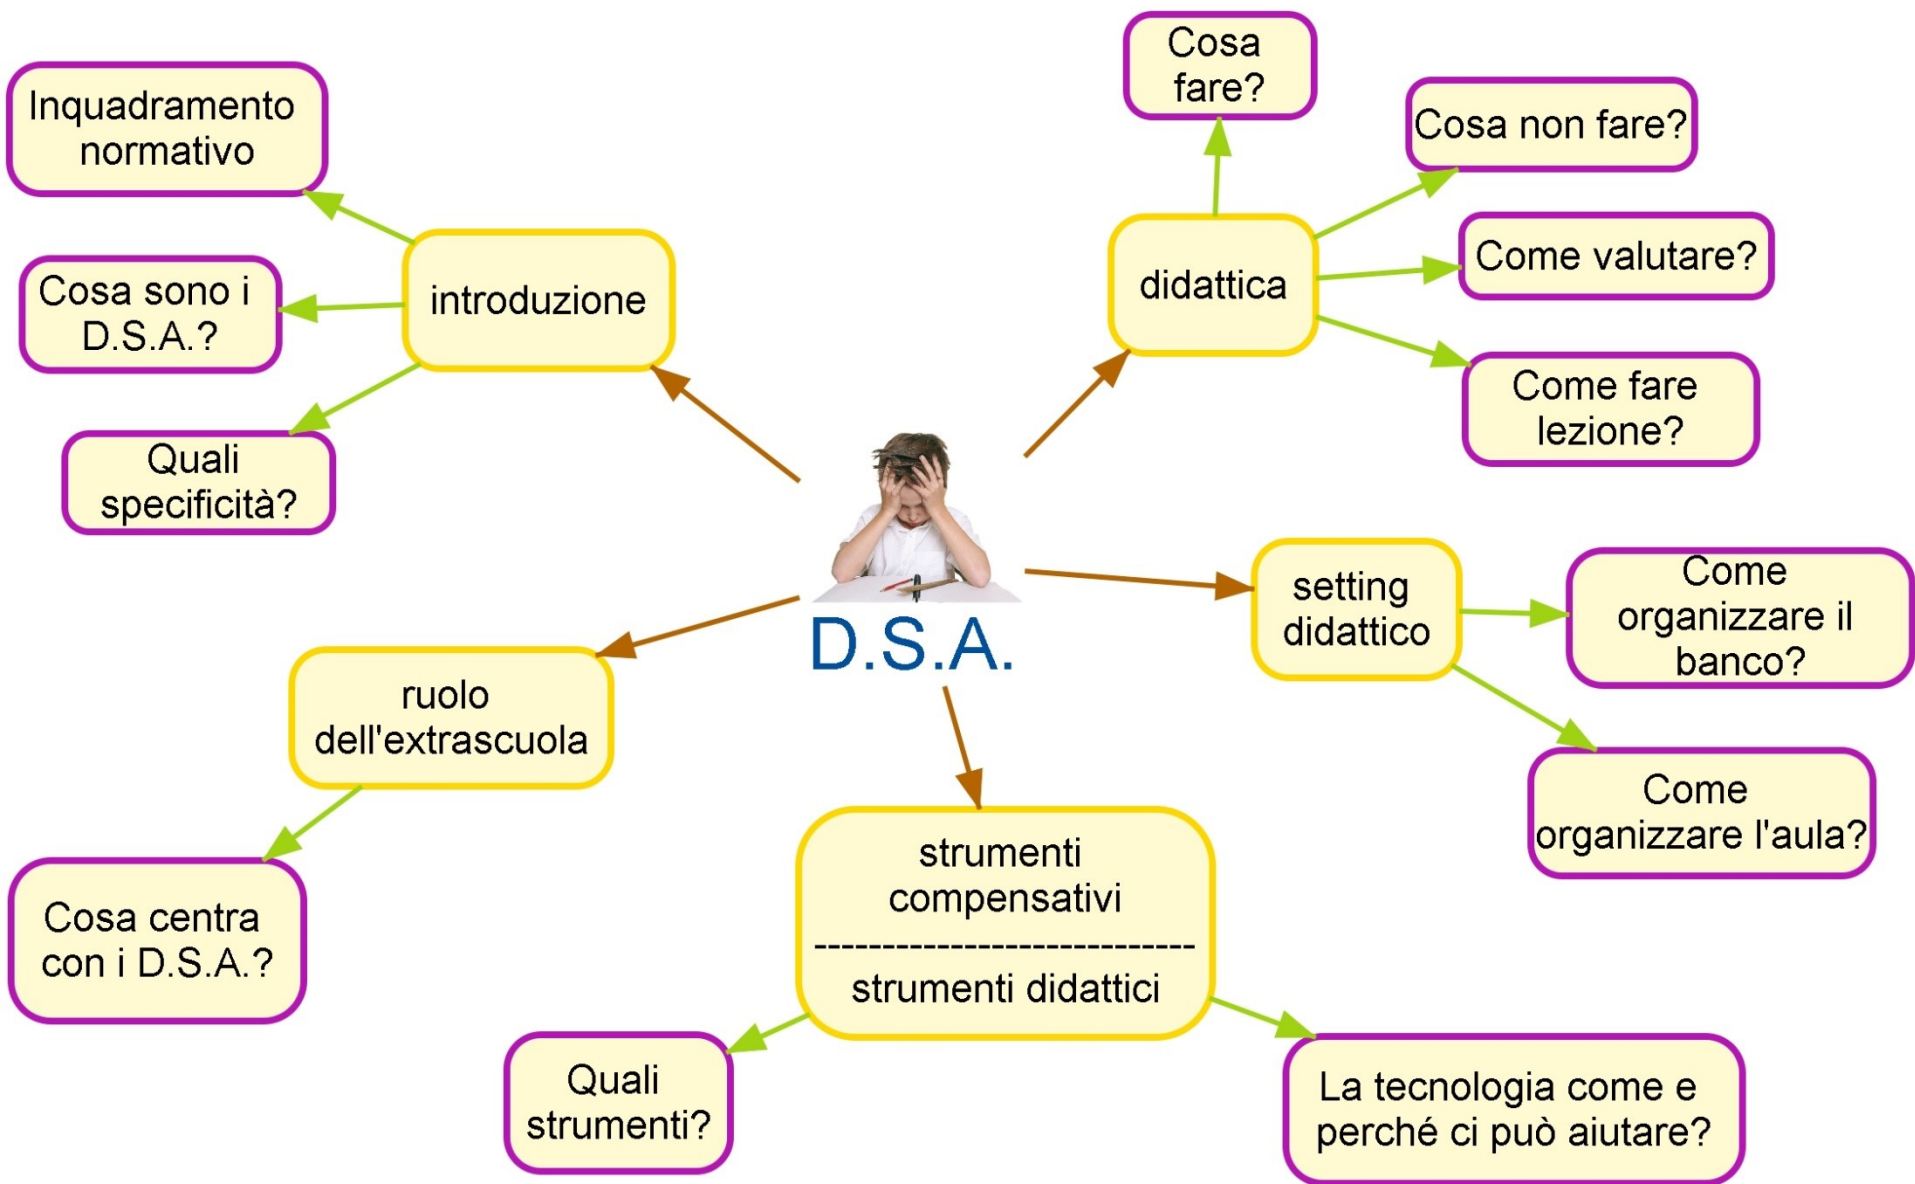 Inquadramento
normativo
Cosa sono i
D.S.A.?
Quali
specificità?
introduzione
Cosa
fare?
Cosa non fare?
Come valutare?
Come fare
lezione?
didattica
D.S.A.
setting
didattico
Come
organizzare il
banco?
Come
organizzare l'aula?
ruolo
dell'extrascuola
Cosa centra
con i D.S.A.?
strumenti
compensativi
----------------------------
strumenti didattici
Quali
strumenti?
La tecnologia come e
perché ci può aiutare?